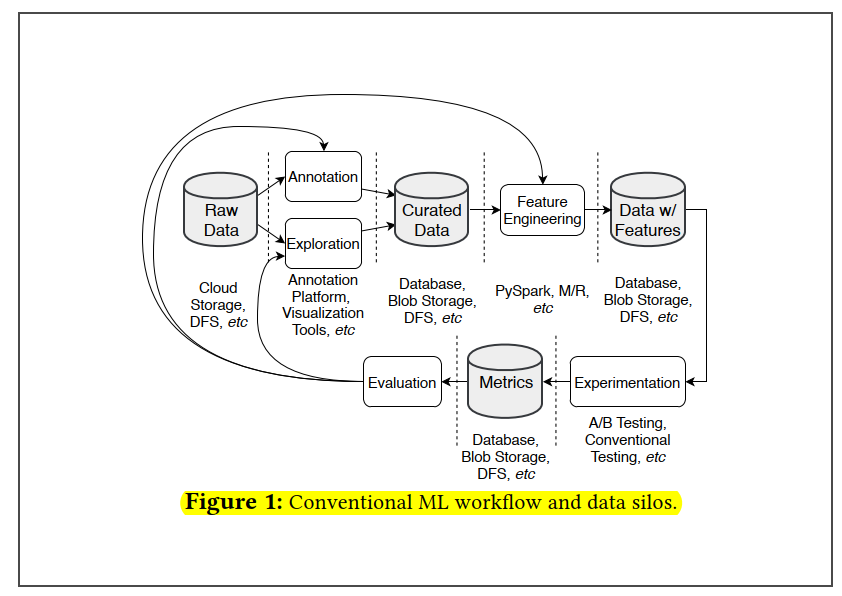 Annotation
Raw
Data
Curated
Data
Feature
Engineering
Data w/
Features
Exploration
Cloud
Storage,
DFS, etc
Annotation
Platform,
Visualization
Tools, etc
Database,
Blob Storage,
DFS, etc
PySpark, M/R,
etc
Database,
Blob Storage,
DFS, etc
Evaluation
Metrics
Experimentation
Database,
Blob Storage,
DFS, etc
A/B Testing,
Conventional
Testing, etc
Figure 1: Conventional ML workflow and data silos.